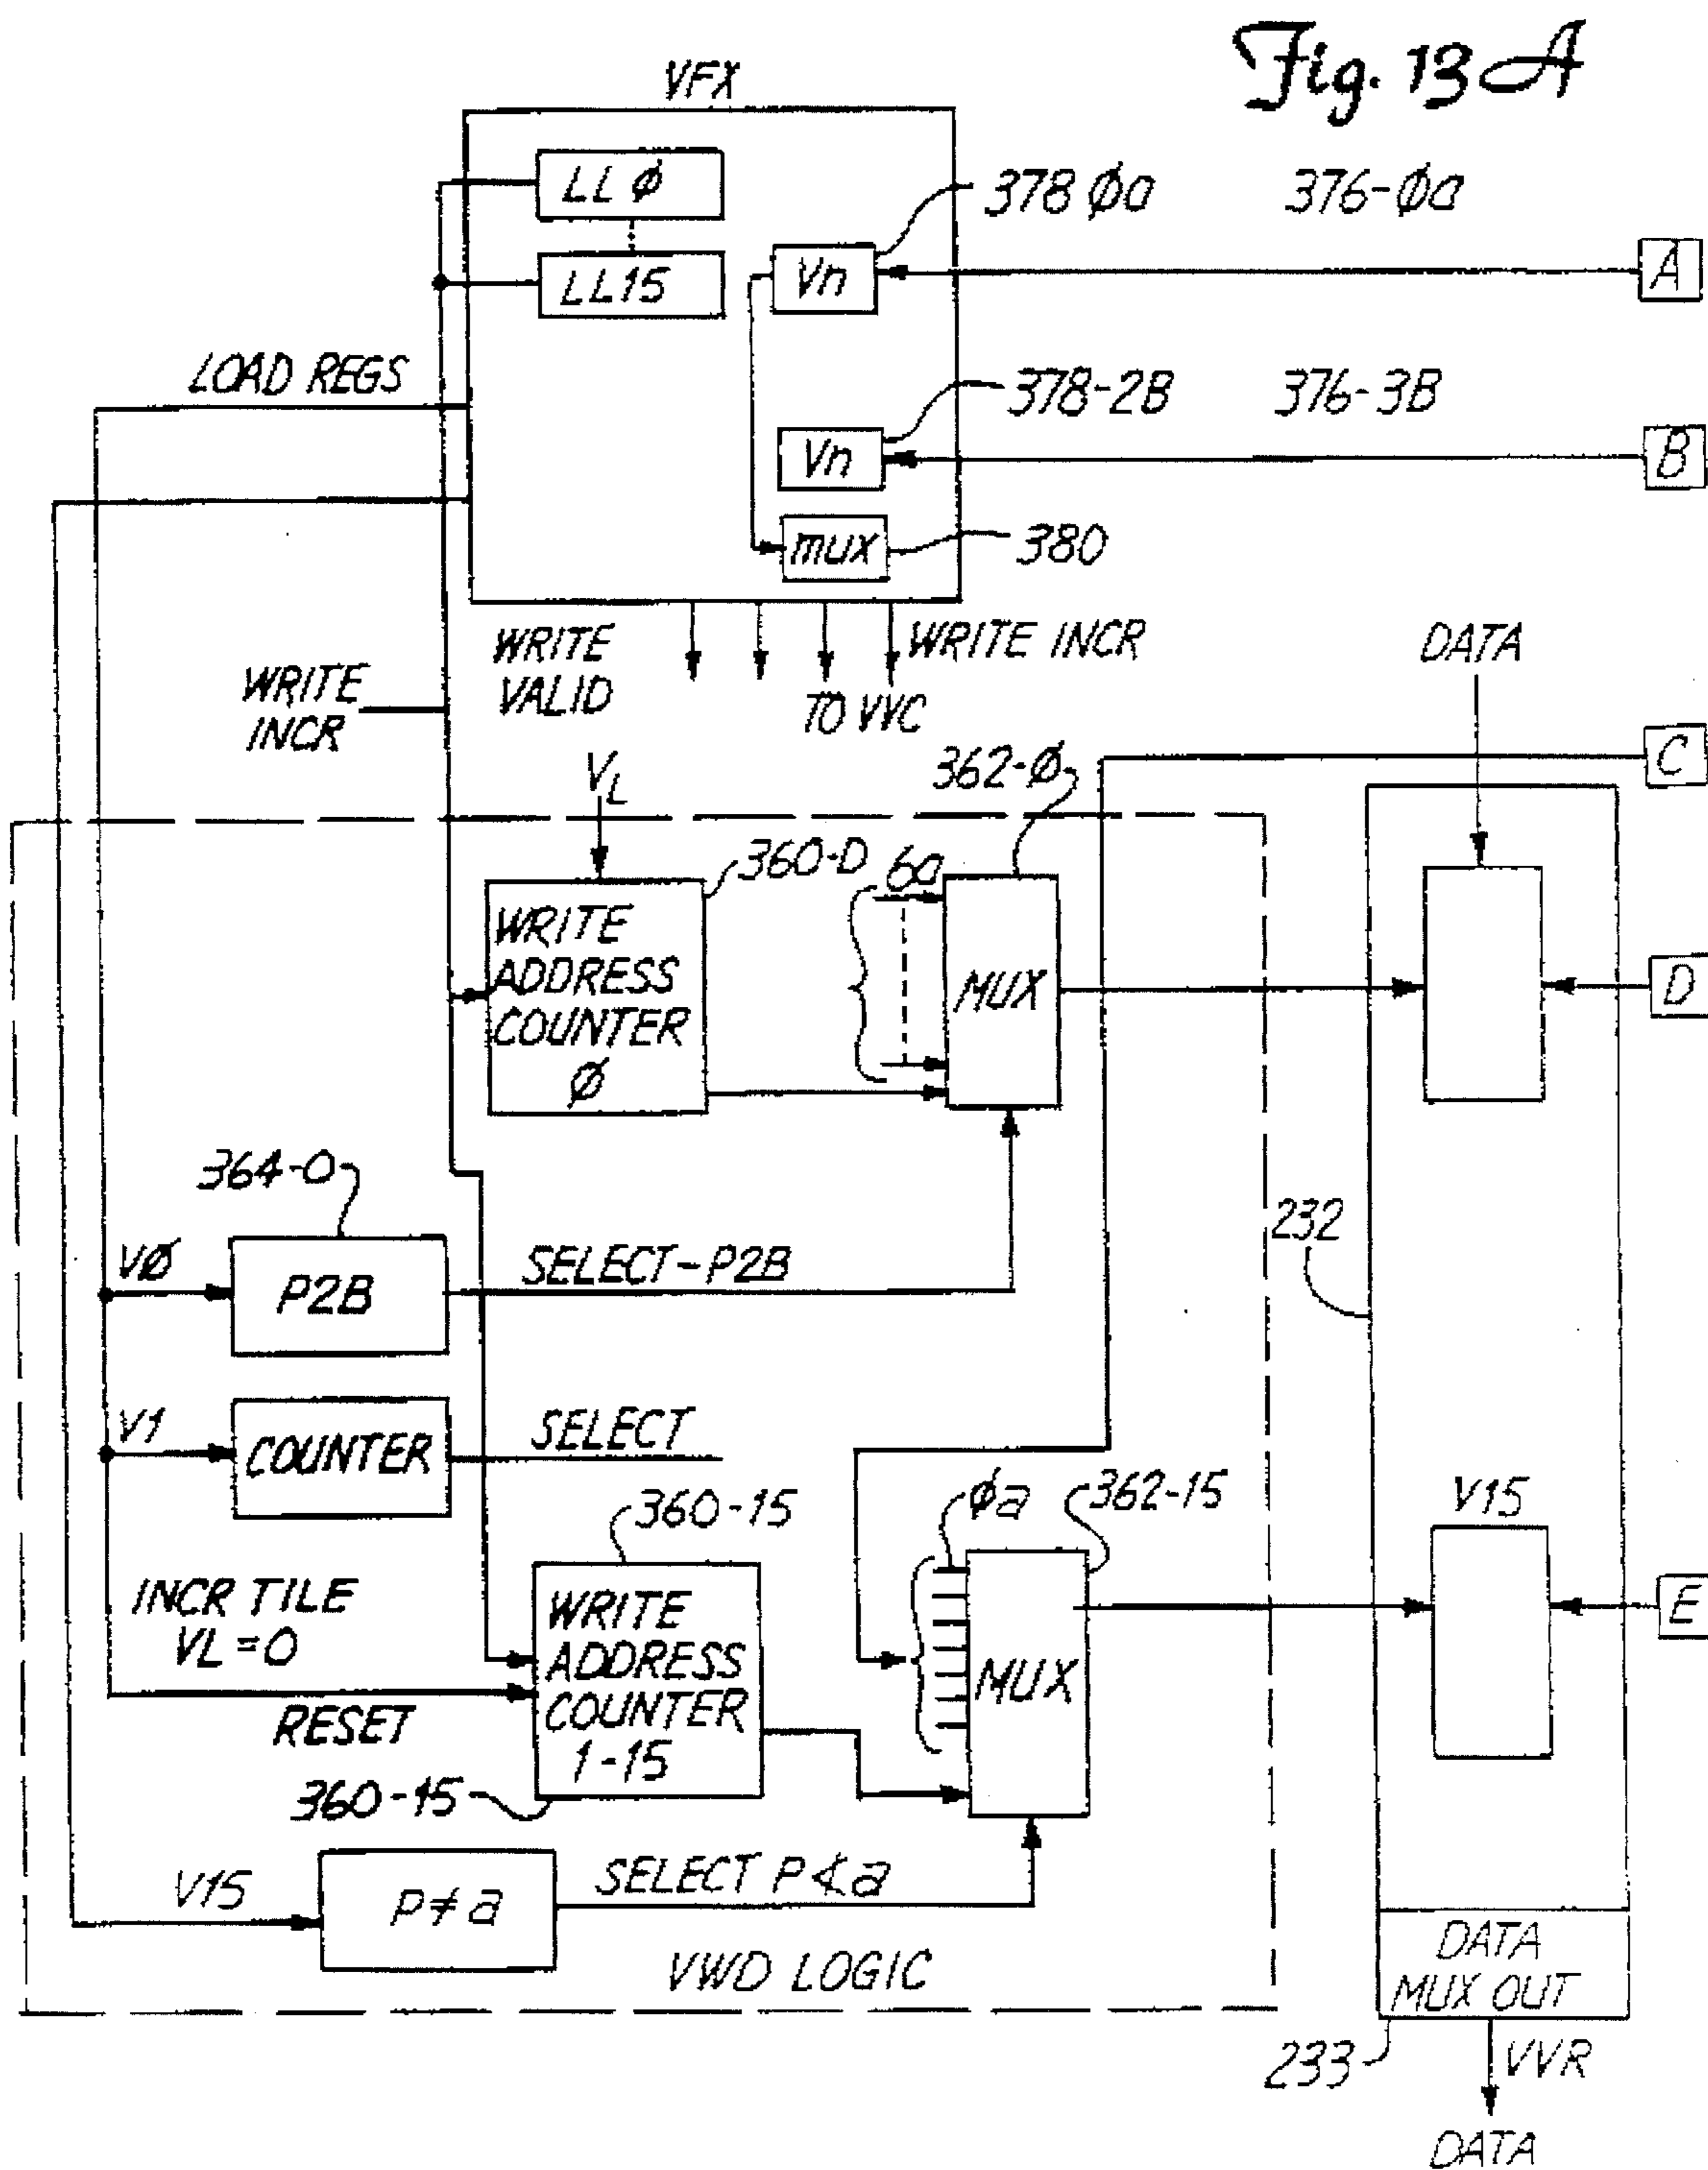 Fig. 13A
VFX
LL Ø
LL15
Vn
378 Øa
376-Øa
A
LOAD REGS
Vn
378-2B
376-3B
B
mux
380
WRITE
VALID
WRITE INCR
TO VVC
WRITE
INCR
DATA
C
VL
362-Ø
360-D
6a
WRITE
ADDRESS
COUNTER
Ø
MUX
D
364-0
VØ
P2B
SELECT-P2B
232
V1
COUNTER
SELECT
360-15
Øa
362-15
V15
INCR TILE
VL=0
RESET
WRITE
ADDRESS
COUNTER
1-15
MUX
E
360-15
V15
P≠a
SELECT P∢a
VWD LOGIC
DATA
MUX OUT
233
VVR
DATA